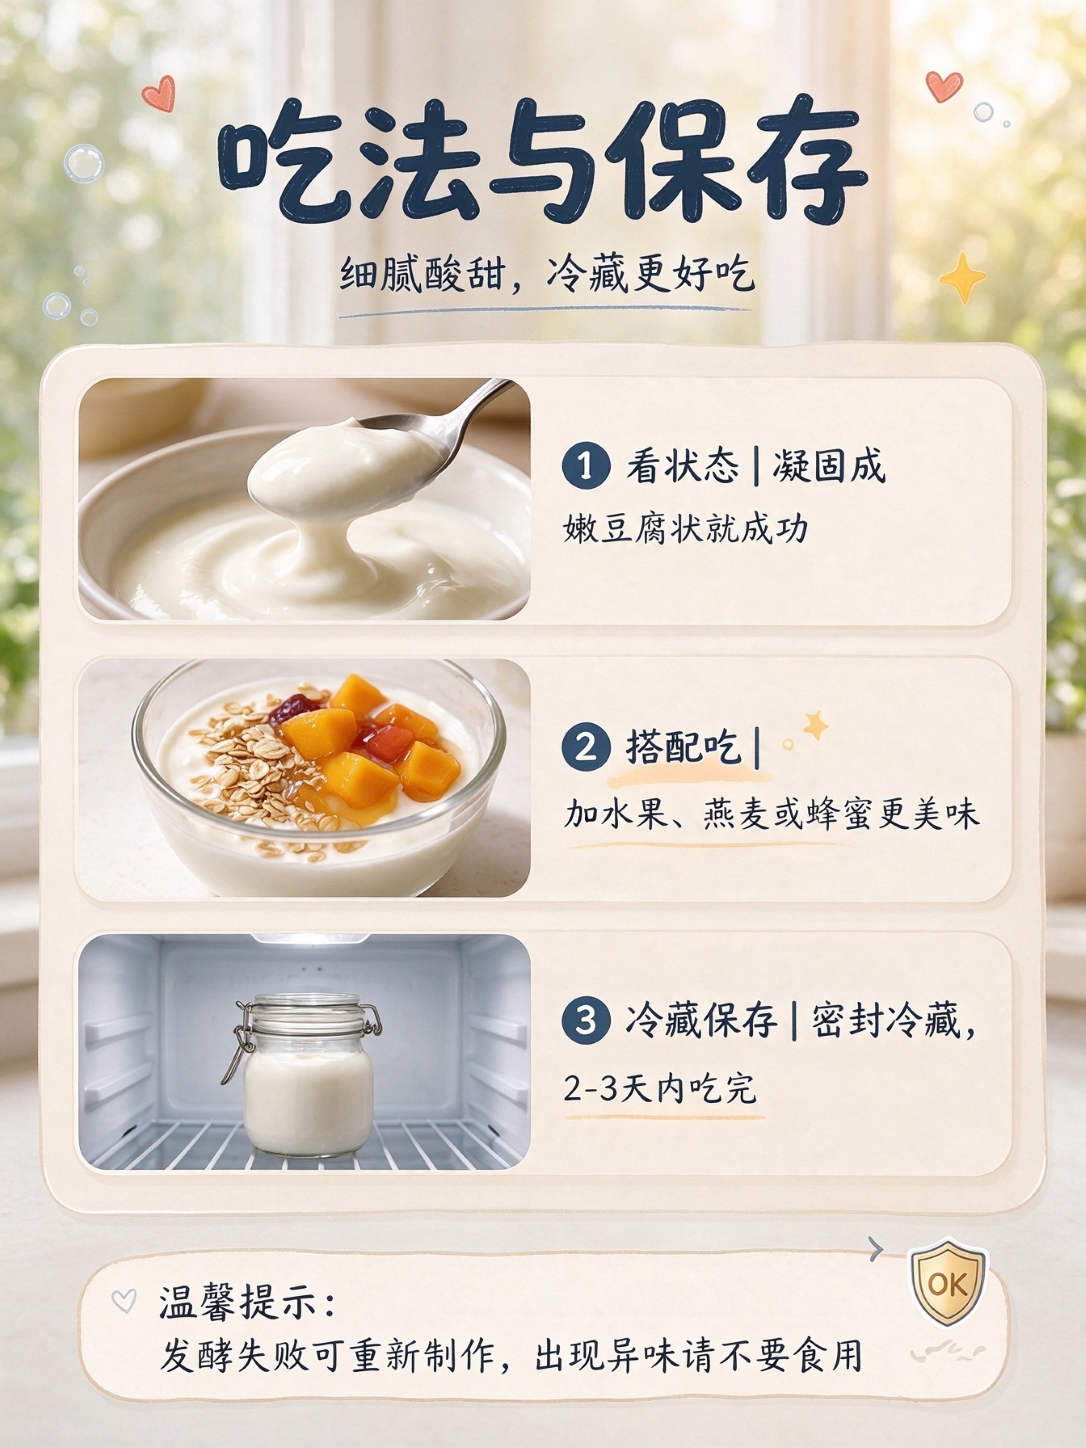 吃法与保存
细腻酸甜，冷藏更好吃
1 看状态 | 凝固成
嫩豆腐状就成功
2 搭配吃 |
加水果、燕麦或蜂蜜更美味
3 冷藏保存 | 密封冷藏，
2-3天内吃完
OK
温馨提示：
发酵失败可重新制作，出现异味请不要食用